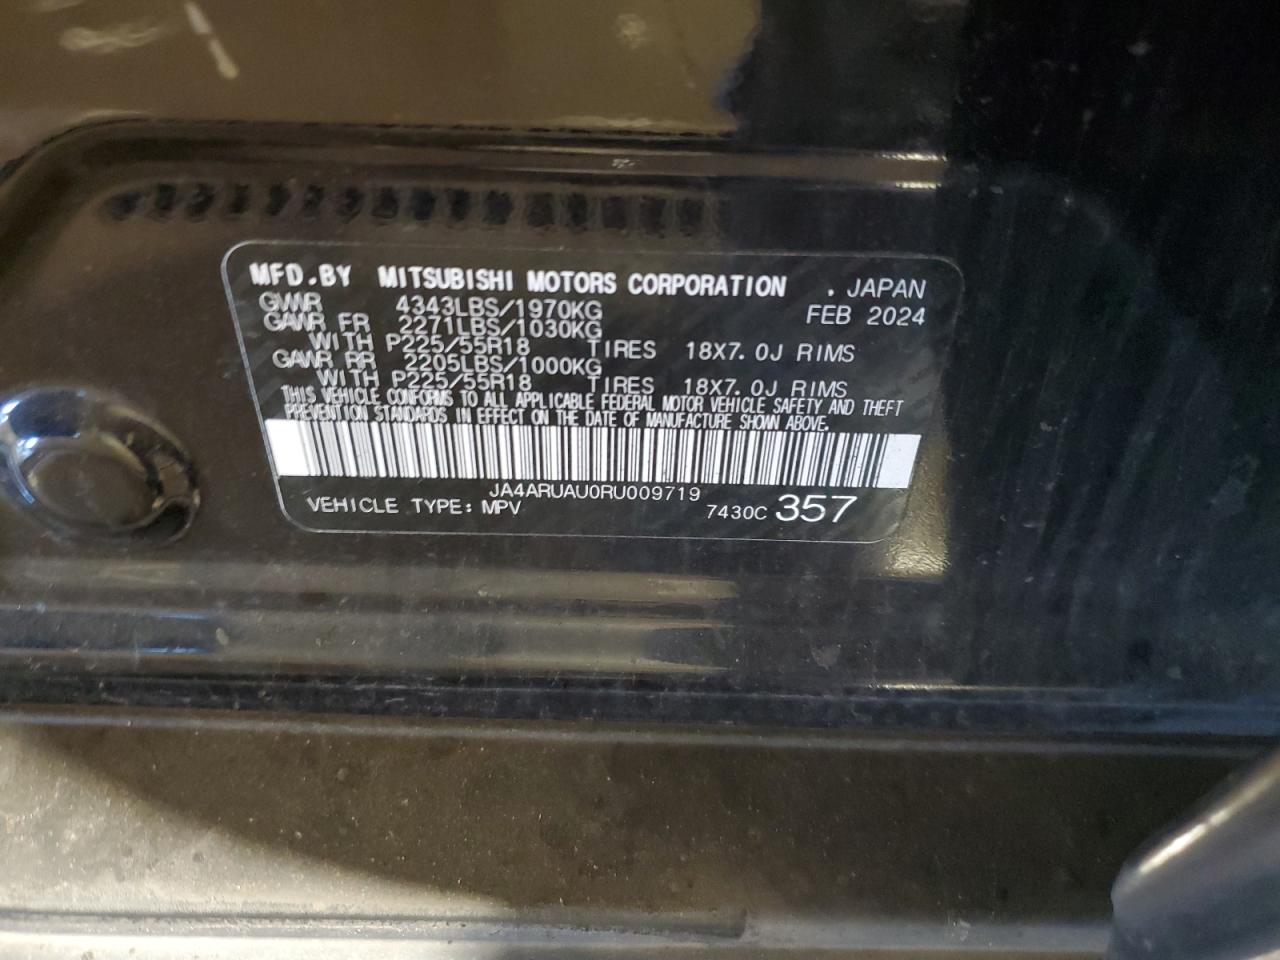 MFD.BY MITSUBISHI MOTORS CORPORATION . JAPAN
GVWR 4343LBS/1970KG FEB 2024
GAWR FR 2271LBS/1030KG
WITH P225/55R18 TIRES 18X7.0J RIMS
GAWR RR 2205LBS/1000KG
WITH P225/55R18 TIRES 18X7.0J RIMS
THIS VEHICLE CONFORMS TO ALL APPLICABLE FEDERAL MOTOR VEHICLE SAFETY AND THEFT
PREVENTION STANDARDS IN EFFECT ON THE DATE OF MANUFACTURE SHOWN ABOVE.
JA4ARUAU0RU009719
VEHICLE TYPE: MPV 7430C 357